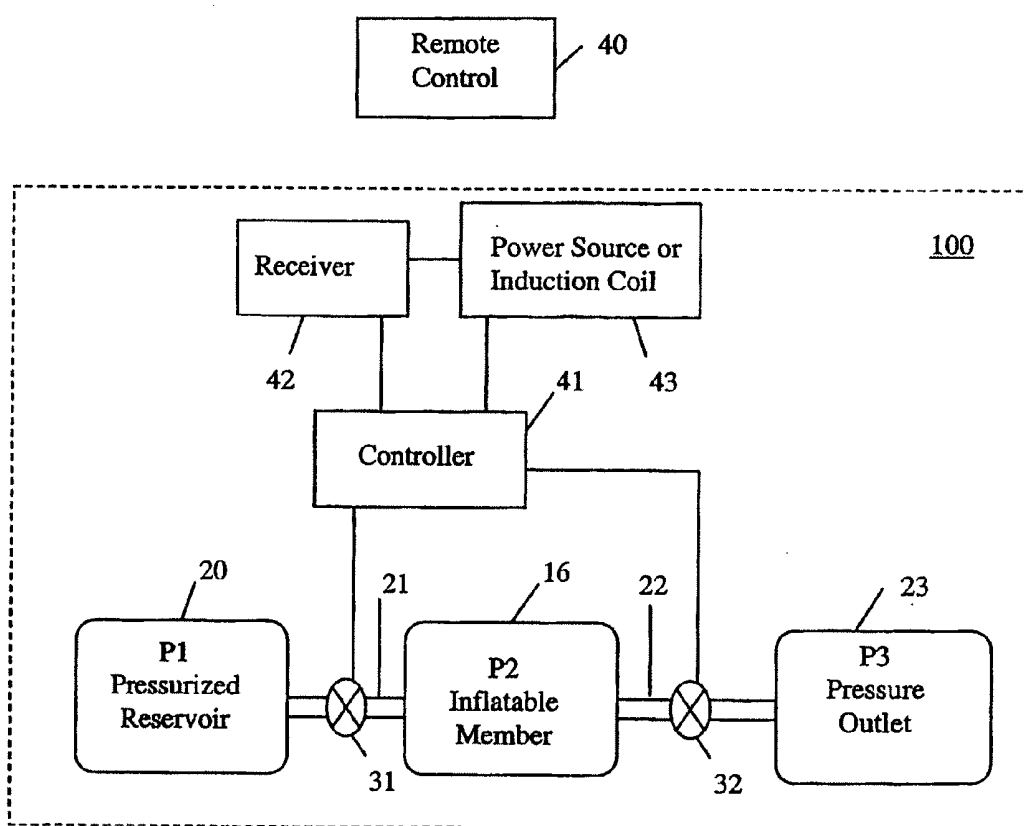 Remote
Control
40
100
Receiver
Power Source or
Induction Coil
42
43
41
Controller
20
21
16
22
23
P1
Pressurized
Reservoir
P2
Inflatable
Member
P3
Pressure
Outlet
31
32